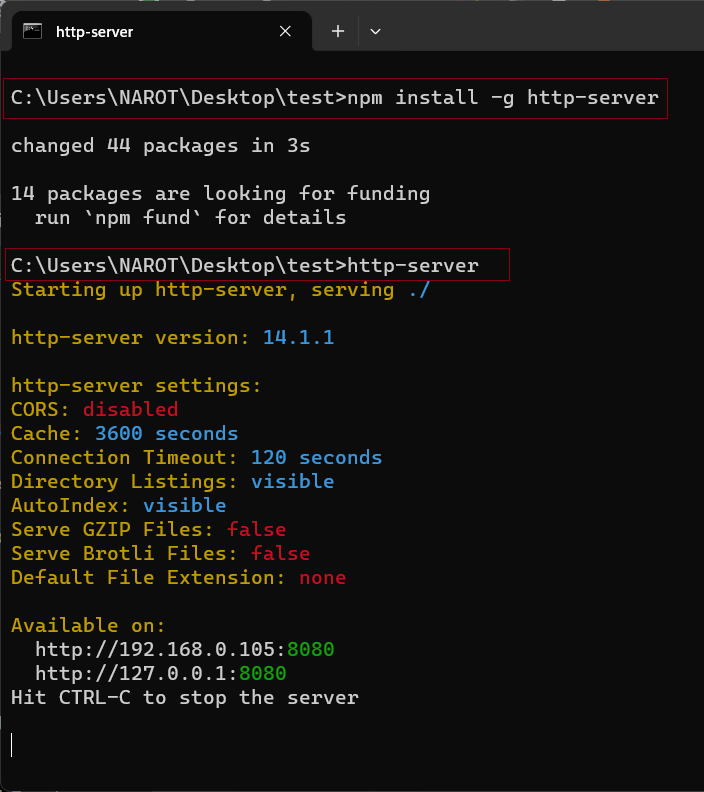 http-server
C:\Users\NAROT\Desktop\test>npm install -g http-server
changed 44 packages in 3s
14 packages are looking for funding
run `npm fund` for details
C:\Users\NAROT\Desktop\test>http-server
Starting up http-server, serving ./
http-server version: 14.1.1
http-server settings:
CORS: disabled
Cache: 3600 seconds
Connection Timeout: 120 seconds
Directory Listings: visible
AutoIndex: visible
Serve GZIP Files: false
Serve Brotli Files: false
Default File Extension: none
Available on:
http://192.168.0.105:8080
http://127.0.0.1:8080
Hit CTRL-C to stop the server